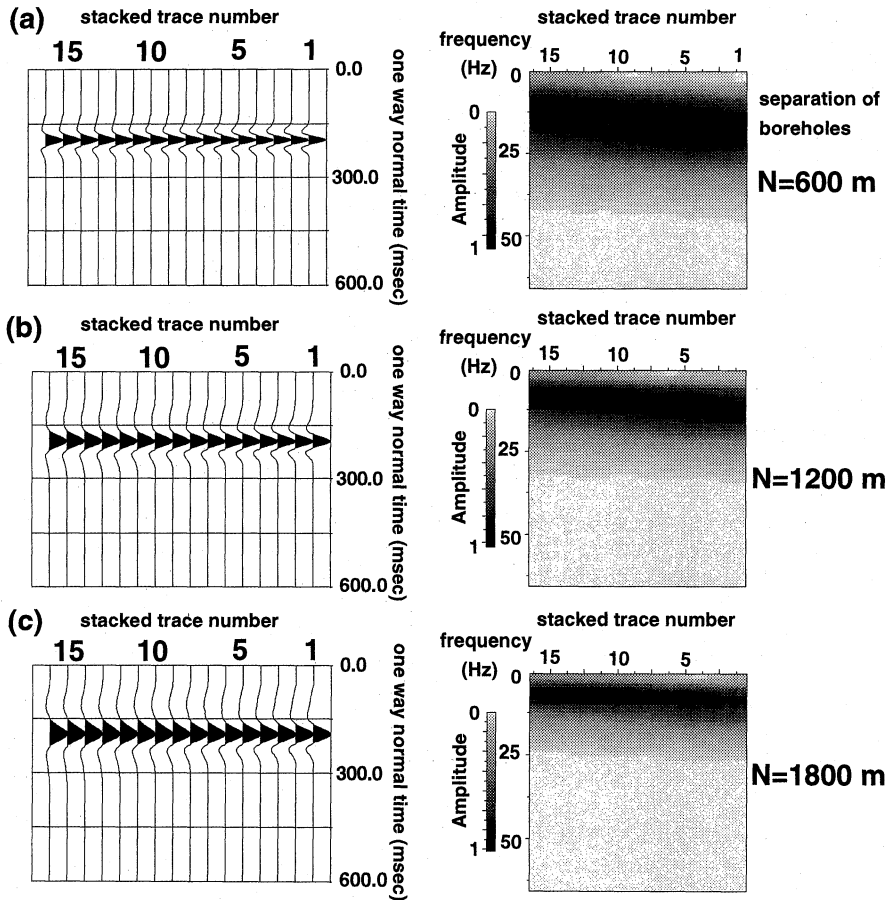 (a)
stacked trace number
15 10 5 1
0.0
300.0
600.0
one way normal time (msec)
stacked trace number
frequency
(Hz)
15 10 5 1
0
25
50
0
Amplitude
1
separation of
boreholes
N=600 m
(b)
stacked trace number
15 10 5 1
0.0
300.0
600.0
one way normal time (msec)
stacked trace number
frequency
(Hz)
15 10 5
0
25
50
0
Amplitude
1
N=1200 m
(c)
stacked trace number
15 10 5 1
0.0
300.0
600.0
one way normal time (msec)
stacked trace number
frequency
(Hz)
15 10 5
0
25
50
0
Amplitude
1
N=1800 m